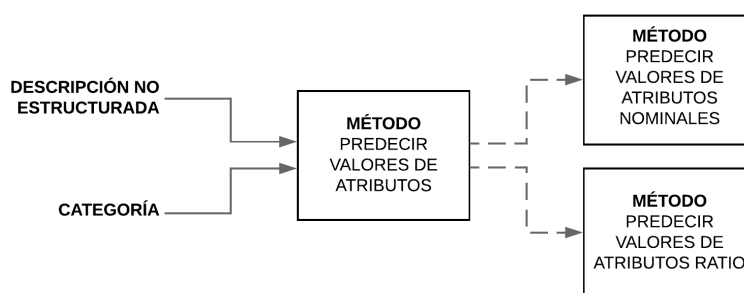 DESCRIPCIÓN NO
ESTRUCTURADA
CATEGORÍA
MÉTODO
PREDECIR
VALORES DE
ATRIBUTOS
MÉTODO
PREDECIR
VALORES DE
ATRIBUTOS
NOMINALES
MÉTODO
PREDECIR
VALORES DE
ATRIBUTOS RATIO